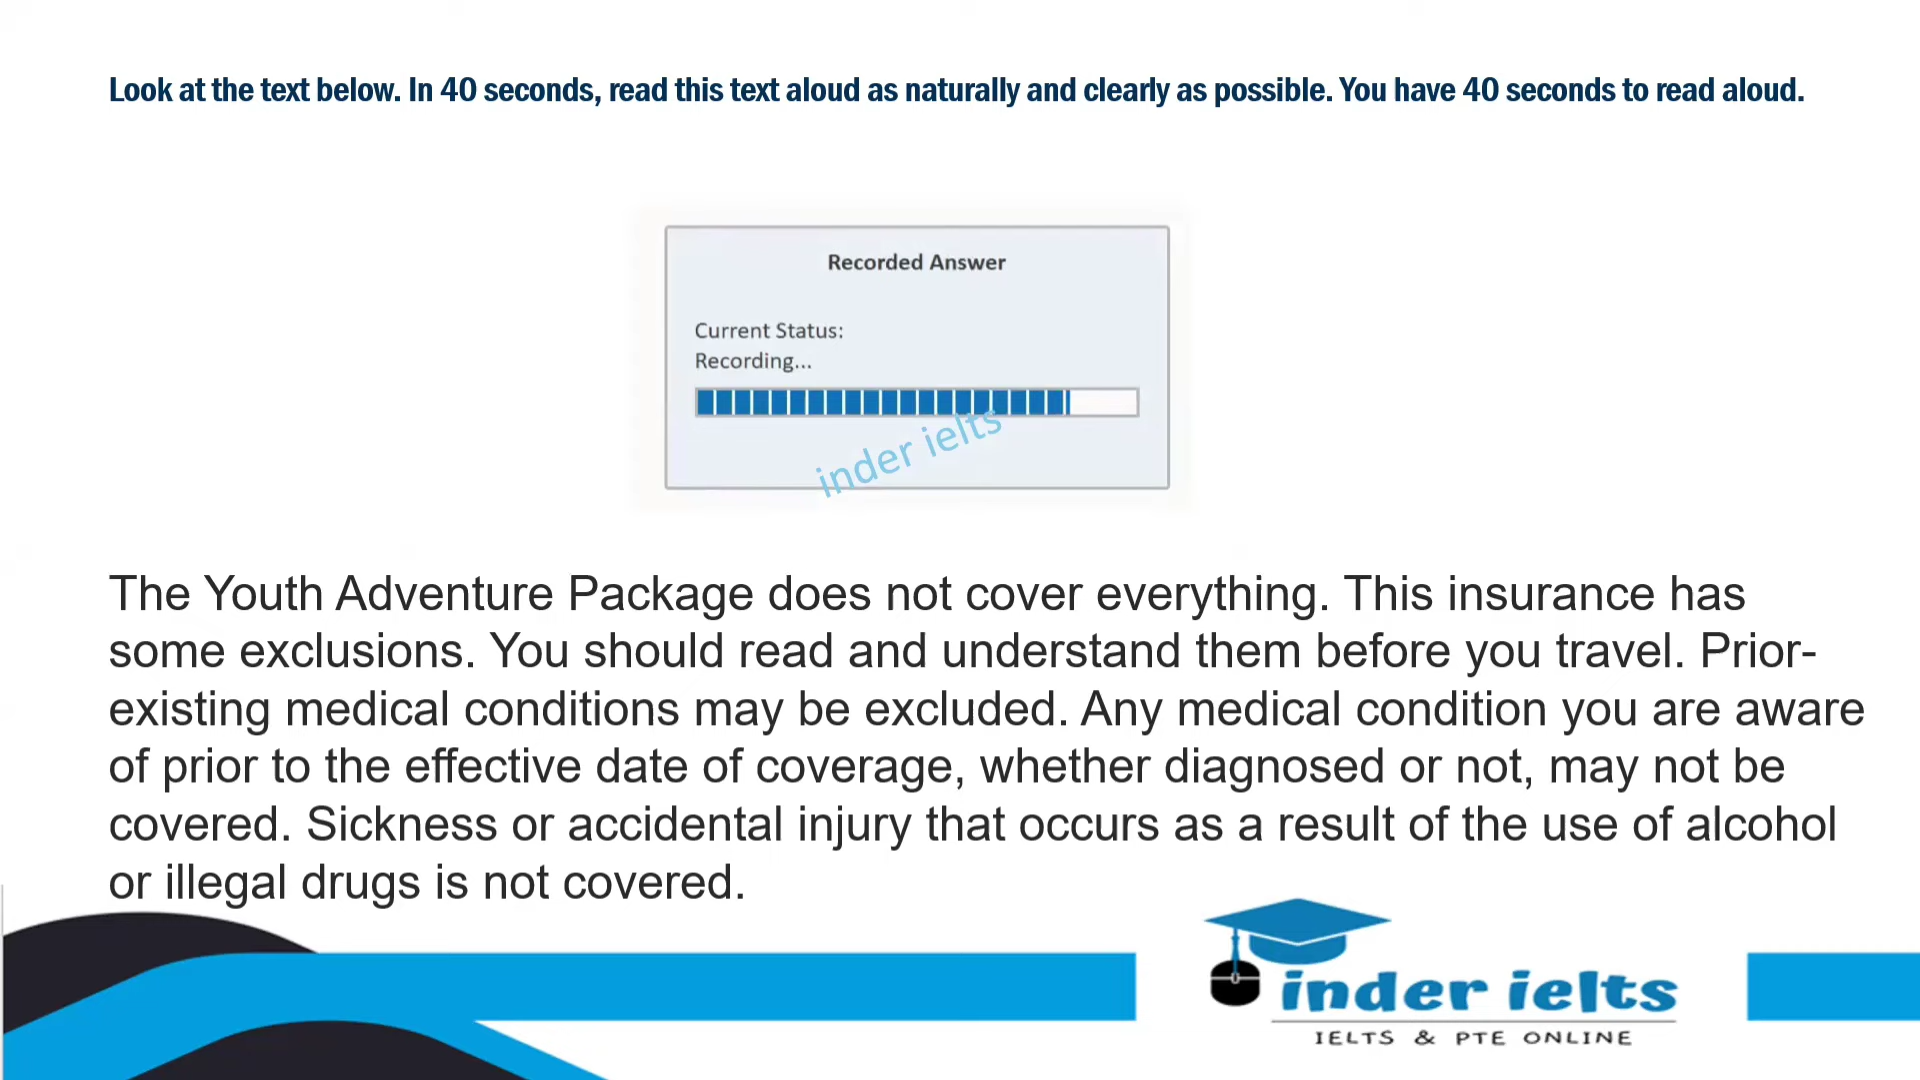 Look at the text below. In 40 seconds, read this text aloud as naturally and clearly as possible. You have 40 seconds to read aloud.
Recorded Answer
Current Status:
Recording...
inder ielts
The Youth Adventure Package does not cover everything. This insurance has
some exclusions. You should read and understand them before you travel. Prior-
existing medical conditions may be excluded. Any medical condition you are aware
of prior to the effective date of coverage, whether diagnosed or not, may not be
covered. Sickness or accidental injury that occurs as a result of the use of alcohol
or illegal drugs is not covered.
inder ielts
IELTS & PTE ONLINE